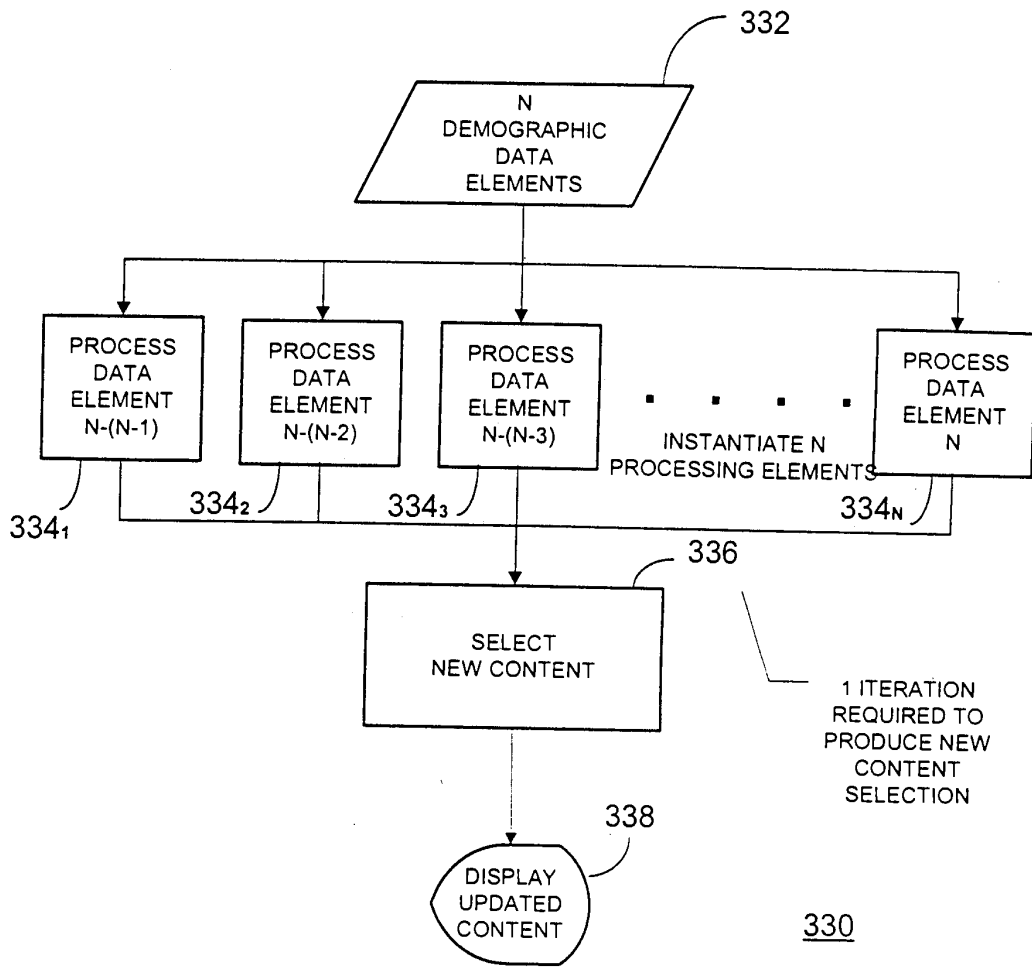 332
N
DEMOGRAPHIC
DATA
ELEMENTS
PROCESS
DATA
ELEMENT
N-(N-1)
PROCESS
DATA
ELEMENT
N-(N-2)
PROCESS
DATA
ELEMENT
N-(N-3)
INSTANTIATE N
PROCESSING ELEMENTS
PROCESS
DATA
ELEMENT
N
334₁
334₂
334₃
334N
336
SELECT
NEW CONTENT
1 ITERATION
REQUIRED TO
PRODUCE NEW
CONTENT
SELECTION
338
DISPLAY
UPDATED
CONTENT
330